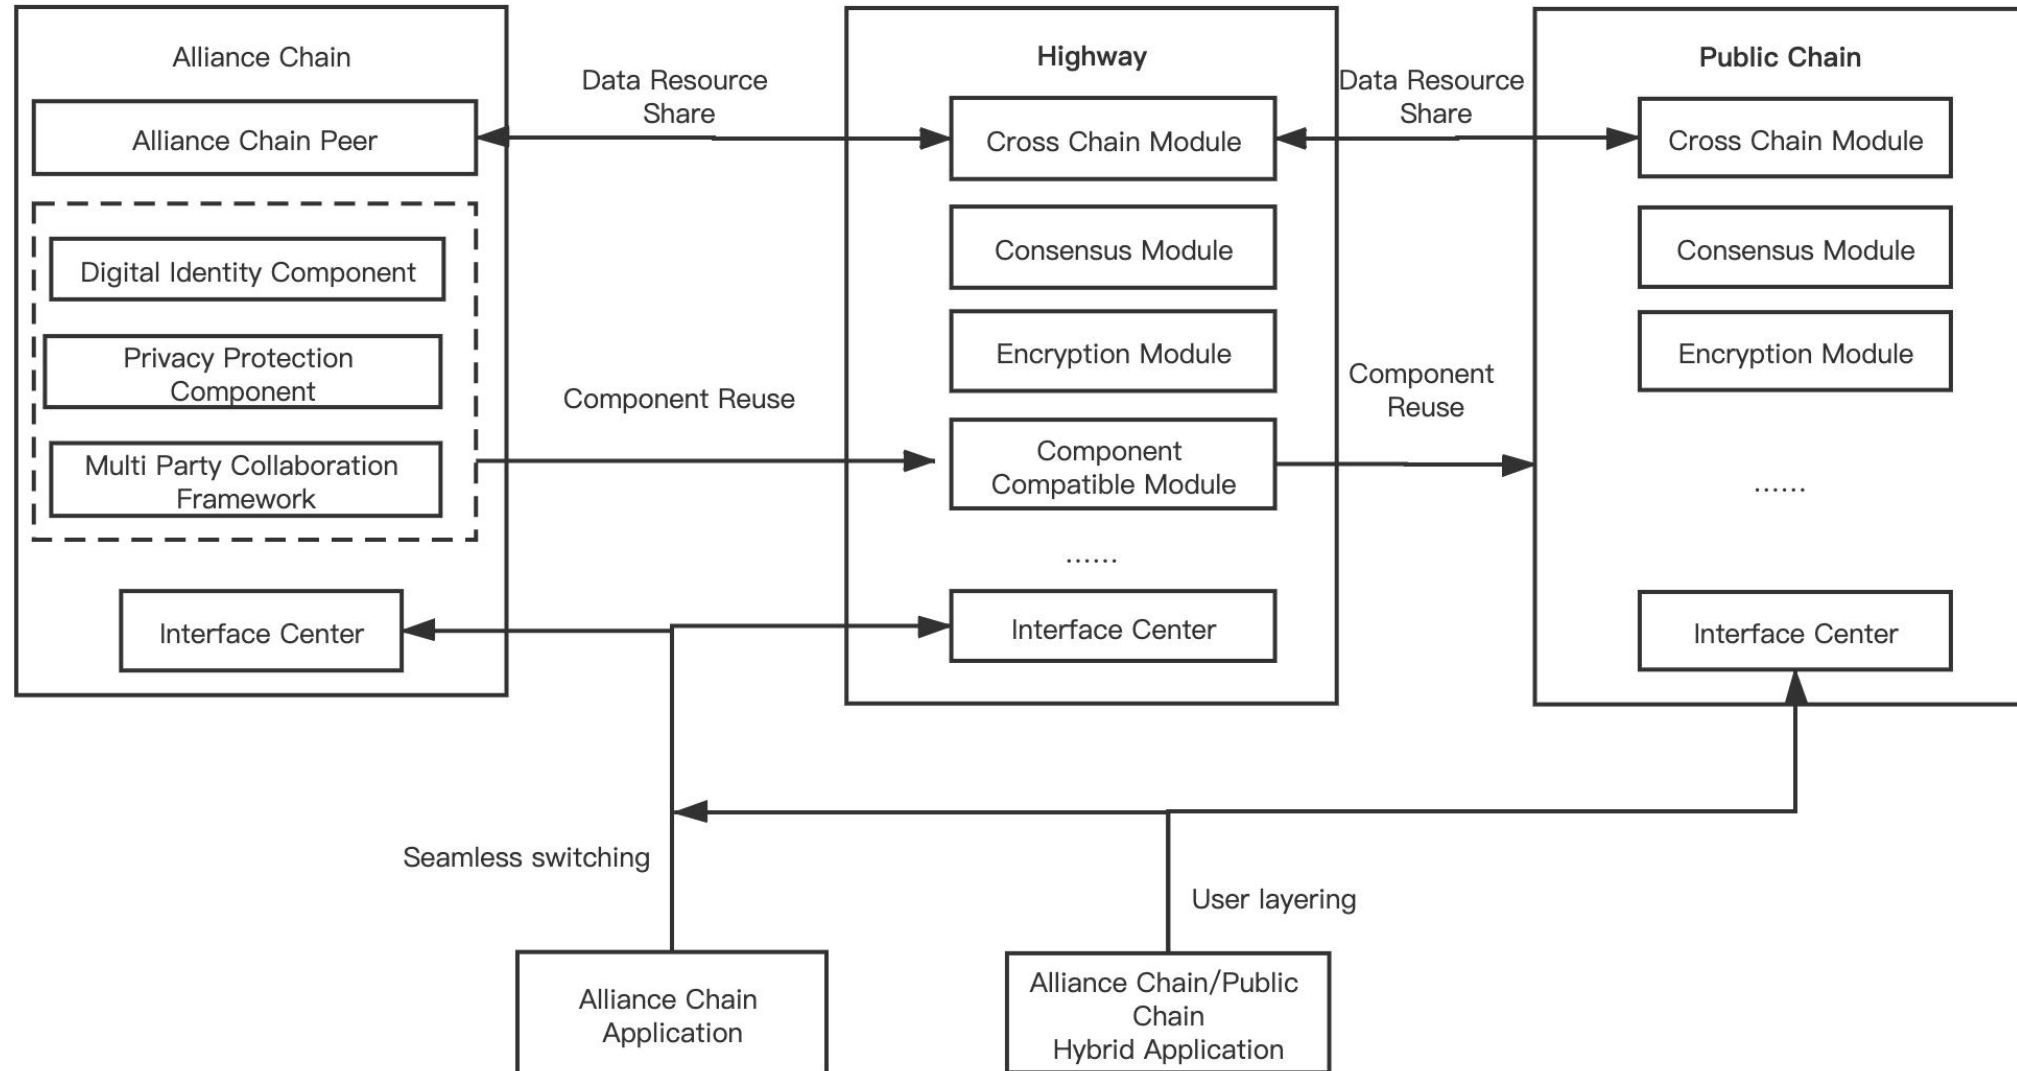 Alliance Chain
Alliance Chain Peer
Digital Identity Component
Privacy Protection
Component
Multi Party Collaboration
Framework
Interface Center
Data Resource
Share
Component Reuse
Highway
Cross Chain Module
Consensus Module
Encryption Module
Component
Compatible Module
......
Interface Center
Data Resource
Share
Component
Reuse
Public Chain
Cross Chain Module
Consensus Module
Encryption Module
......
Interface Center
Seamless switching
User layering
Alliance Chain
Application
Alliance Chain/Public
Chain
Hybrid Application